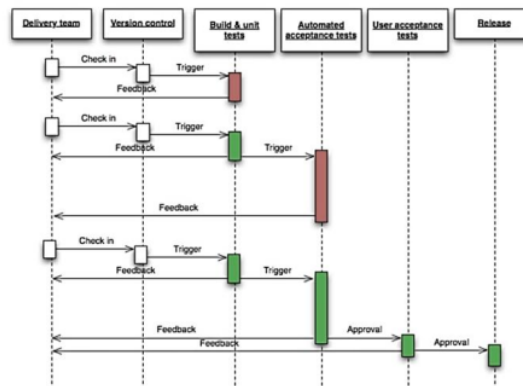 Delivery team
Version control
Build & unit
tests
Automated
acceptance tests
User acceptance
tests
Release
Check in
Trigger
Feedback
Check in
Trigger
Feedback
Trigger
Feedback
Check in
Trigger
Feedback
Trigger
Feedback
Approval
Feedback
Approval